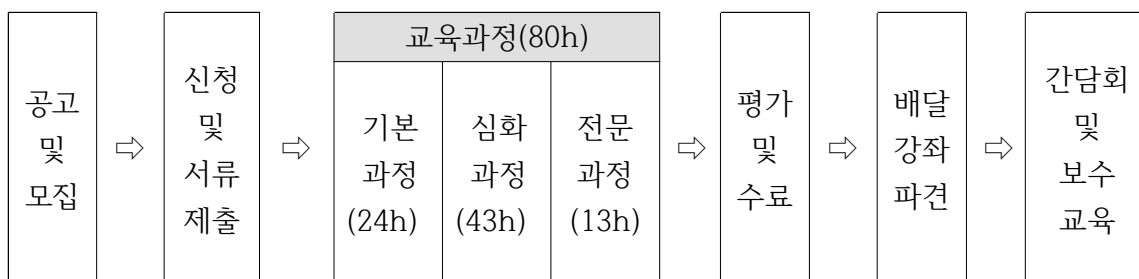 공고
및
모집
⇨
신청
및
서류
제출
⇨
교육과정(80h)
기본
과정
(24h)
심화
과정
(43h)
전문
과정
(13h)
⇨
평가
및
수료
⇨
배달
강좌
파견
⇨
간담회
및
보수
교육